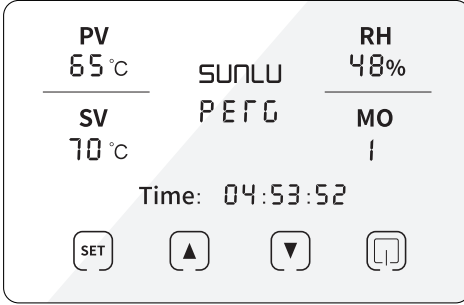 PV
65°C
SV
70°C
SUNLU
PETG
RH
48%
MO
1
Time: 04:53:52
SET